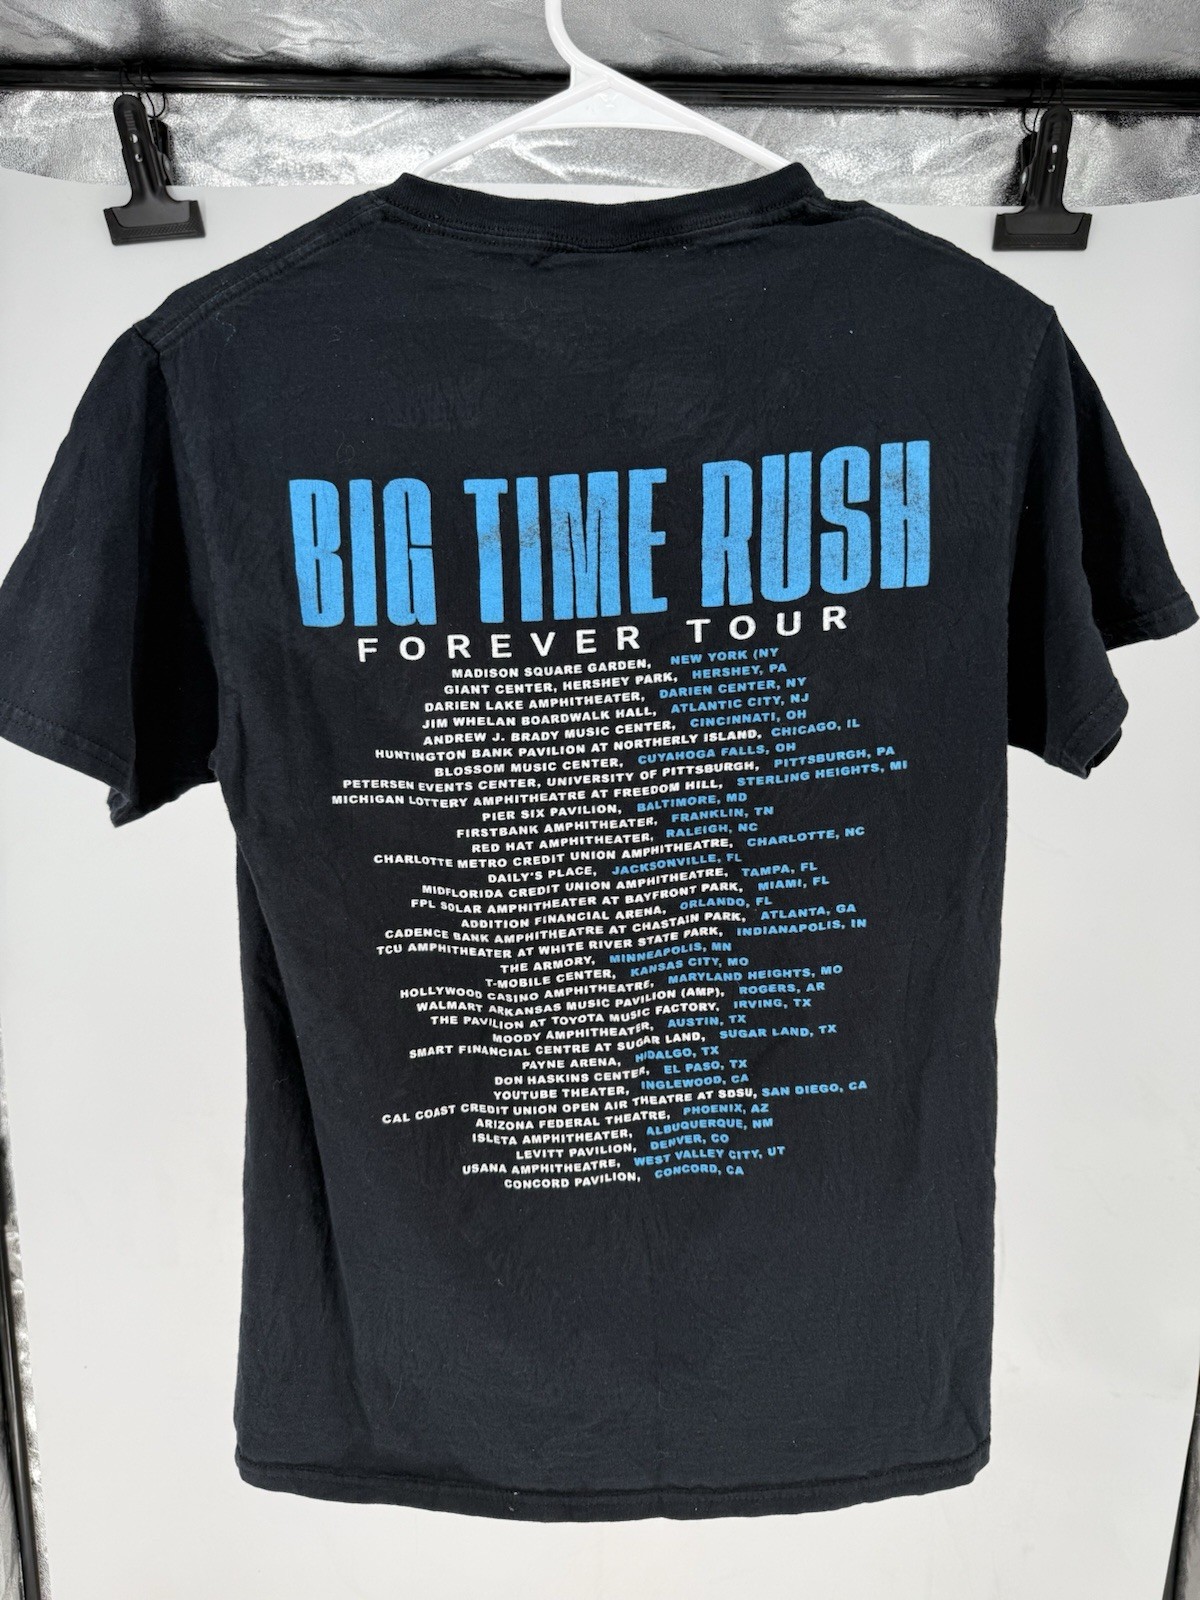 BIG TIME RUSH
FOREVER TOUR
MADISON SQUARE GARDEN, NEW YORK (NY
GIANT CENTER, HERSHEY PARK, HERSHEY, PA
DARIEN LAKE AMPHITHEATER, DARIEN CENTER, NY
JIM WHELAN BOARDWALK HALL, ATLANTIC CITY, NJ
ANDREW J. BRADY MUSIC CENTER, CINCINNATI, OH
HUNTINGTON BANK PAVILION AT NORTHERLY ISLAND, CHICAGO, IL
BLOSSOM MUSIC CENTER, CUYAHOGA FALLS, OH
PETERSEN EVENTS CENTER, UNIVERSITY OF PITTSBURGH, PITTSBURGH, PA
MICHIGAN LOTTERY AMPHITHEATRE AT FREEDOM HILL, STERLING HEIGHTS, MI
PIER SIX PAVILION, BALTIMORE, MD
FIRSTBANK AMPHITHEATER, FRANKLIN, TN
RED HAT AMPHITHEATER, RALEIGH, NC
CHARLOTTE METRO CREDIT UNION AMPHITHEATRE, CHARLOTTE, NC
DAILY'S PLACE, JACKSONVILLE, FL
MIDFLORIDA CREDIT UNION AMPHITHEATRE, TAMPA, FL
FPL SOLAR AMPHITHEATER AT BAYFRONT PARK, MIAMI, FL
ADDITION FINANCIAL ARENA, ORLANDO, FL
CADENCE BANK AMPHITHEATRE AT CHASTAIN PARK, ATLANTA, GA
TCU AMPHITHEATER AT WHITE RIVER STATE PARK, INDIANAPOLIS, IN
THE ARMORY, MINNEAPOLIS, MN
T-MOBILE CENTER, KANSAS CITY, MO
HOLLYWOOD CASINO AMPHITHEATRE, MARYLAND HEIGHTS, MO
WALMART ARKANSAS MUSIC PAVILION (AMP), ROGERS, AR
THE PAVILION AT TOYOTA MUSIC FACTORY, IRVING, TX
MOODY AMPHITHEATER, AUSTIN, TX
SMART FINANCIAL CENTRE AT SUGAR LAND, SUGAR LAND, TX
PAYNE ARENA, HIDALGO, TX
DON HASKINS CENTER, EL PASO, TX
YOUTUBE THEATER, INGLEWOOD, CA
CAL COAST CREDIT UNION OPEN AIR THEATRE AT SDSU, SAN DIEGO, CA
ARIZONA FEDERAL THEATRE, PHOENIX, AZ
ISLETA AMPHITHEATER, ALBUQUERQUE, NM
LEVITT PAVILION, DENVER, CO
USANA AMPHITHEATRE, WEST VALLEY CITY, UT
CONCORD PAVILION, CONCORD, CA